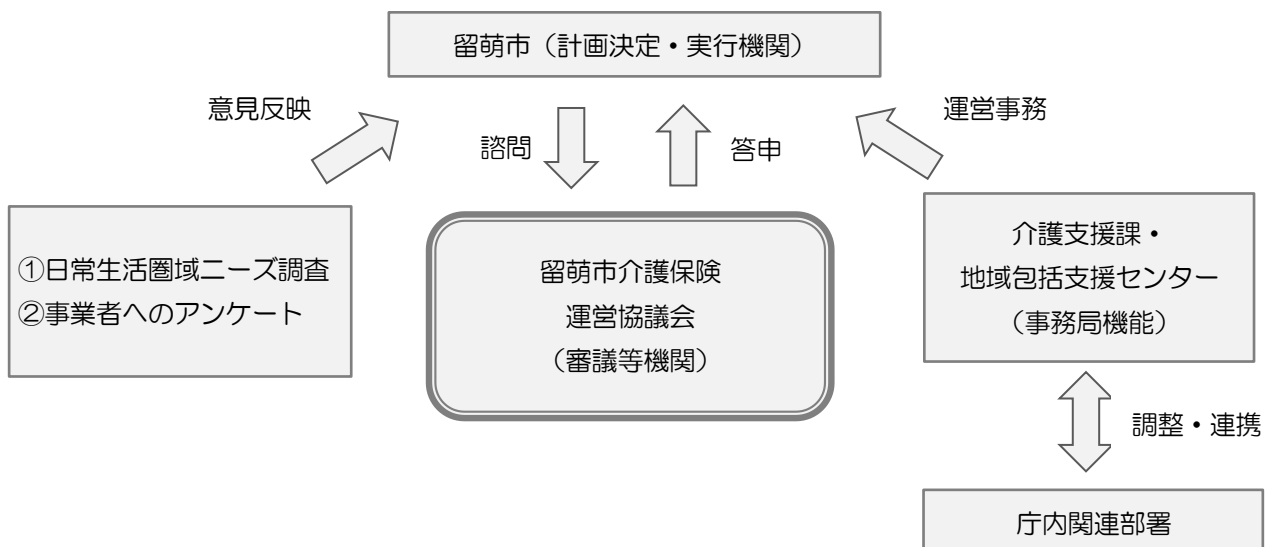 留萌市（計画決定・実行機関）
意見反映
諮問
答申
運営事務
①日常生活圏域ニーズ調査
②事業者へのアンケート
留萌市介護保険
運営協議会
（審議等機関）
介護支援課・
地域包括支援センター
（事務局機能）
調整・連携
庁内関連部署